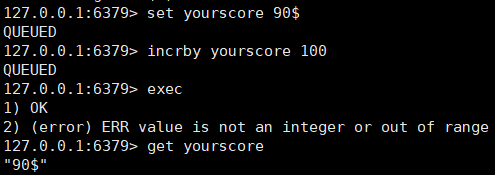 127.0.0.1:6379> set yourscore 90$
QUEUED
127.0.0.1:6379> incrby yourscore 100
QUEUED
127.0.0.1:6379> exec
1) OK
2) (error) ERR value is not an integer or out of range
127.0.0.1:6379> get yourscore
"90$"